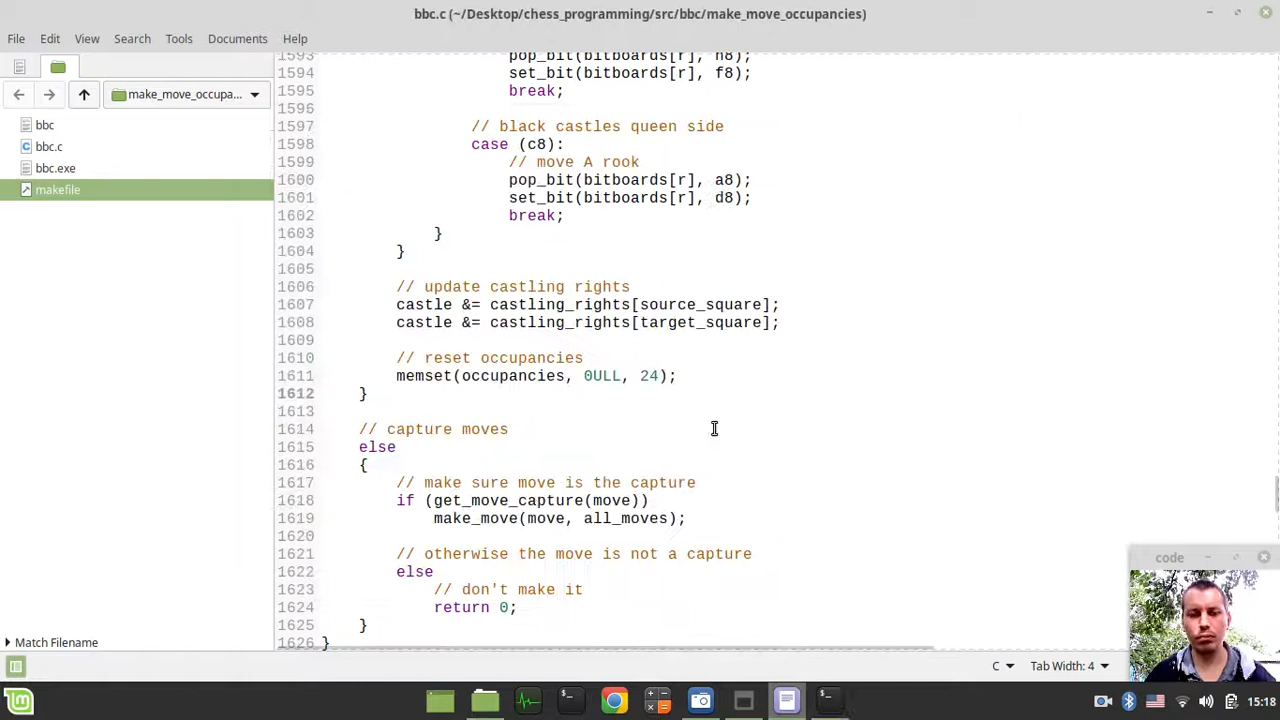 bbc.c (~/Desktop/chess_programming/src/bbc/make_move_occupancies)
File Edit View Search Tools Documents Help
make_move_occupa...
bbc
bbc.c
bbc.exe
makefile
Match Filename
1593 pop_bit(bitboards[r], h8);
1594 set_bit(bitboards[r], f8);
1595 break;
1596
1597 // black castles queen side
1598 case (c8):
1599 // move A rook
1600 pop_bit(bitboards[r], a8);
1601 set_bit(bitboards[r], d8);
1602 break;
1603 }
1604 }
1605
1606 // update castling rights
1607 castle &= castling_rights[source_square];
1608 castle &= castling_rights[target_square];
1609
1610 // reset occupancies
1611 memset(occupancies, 0ULL, 24);
1612 }
1613
1614 // capture moves
1615 else
1616 {
1617 // make sure move is the capture
1618 if (get_move_capture(move))
1619 make_move(move, all_moves);
1620
1621 // otherwise the move is not a capture
1622 else
1623 // don't make it
1624 return 0;
1625 }
1626 }
code
C Tab Width: 4
15:18